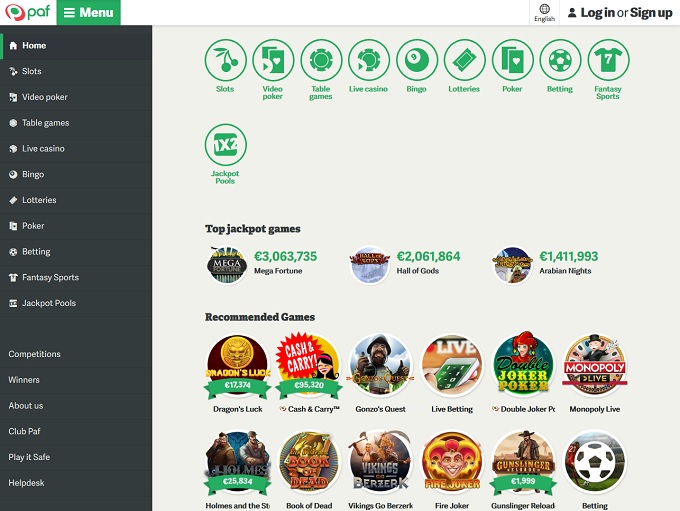 paf
Menu
English
Log in or Sign up
Home
Slots
Video poker
Table games
Live casino
Bingo
Lotteries
Poker
Betting
Fantasy Sports
Jackpot Pools
Competitions
Winners
About us
Club Paf
Play it Safe
Helpdesk
Slots
Video
poker
Table
games
Live casino
Bingo
Lotteries
Poker
Betting
Fantasy
Sports
7
1X2
Jackpot
Pools
Top jackpot games
MEGA
FORTUNE
€3,063,735
Mega Fortune
HALL OF
GODS
€2,061,864
Hall of Gods
€1,411,993
Arabian Nights
Recommended Games
DRAGON'S LUCK
€17,374
Dragon's Luck
CASH &
CARRY!
€95,320
Cash & Carry™
GONZO'S QUEST
Gonzo's Quest
LIVE
Live Betting
Double
JOKER
POKER
Double Joker Po
MONOPOLY
LIVE
Monopoly Live
HOLMES
€25,834
Holmes and the St
BOOK OF
DEAD
Book of Dead
VIKINGS
GO
BERZERK
Vikings Go Berzerk
FIRE JOKER
Fire Joker
GUNSLINGER
€1,999
Gunslinger Reload
Betting